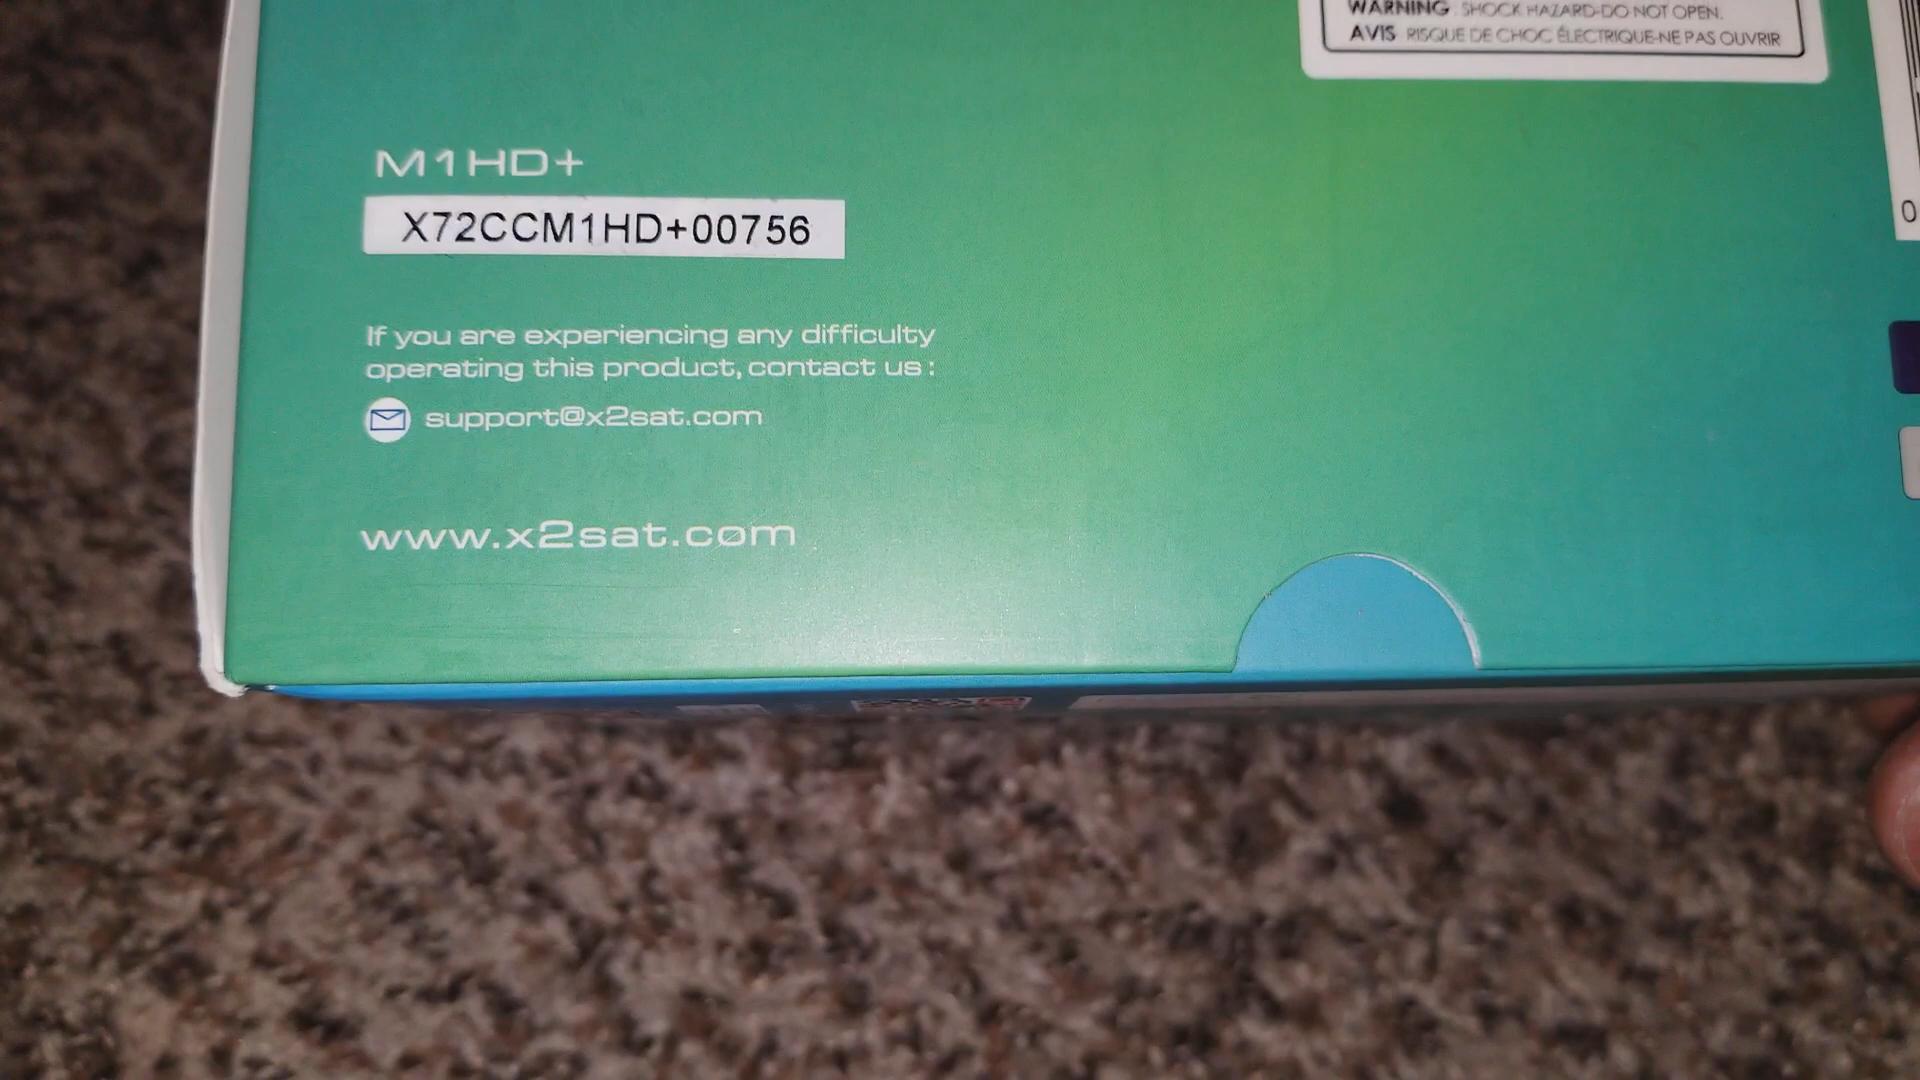 WARNING SHOCK HAZARD-DO NOT OPEN.
AVIS RISQUE DE CHOC ÉLECTRIQUE-NE PAS OUVRIR
M1HD+
X72CCM1HD+00756
If you are experiencing any difficulty
operating this product, contact us :
support@x2sat.com
www.x2sat.com
0